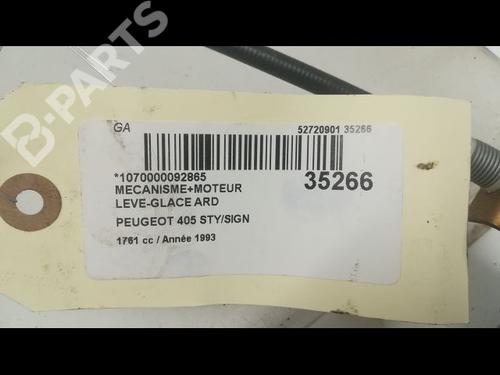 B-PARTS
GA
52720901 35266
*1070000092865
35266
MECANISME+MOTEUR
LEVE-GLACE ARD
PEUGEOT 405 STY/SIGN
1761 cc / Année 1993